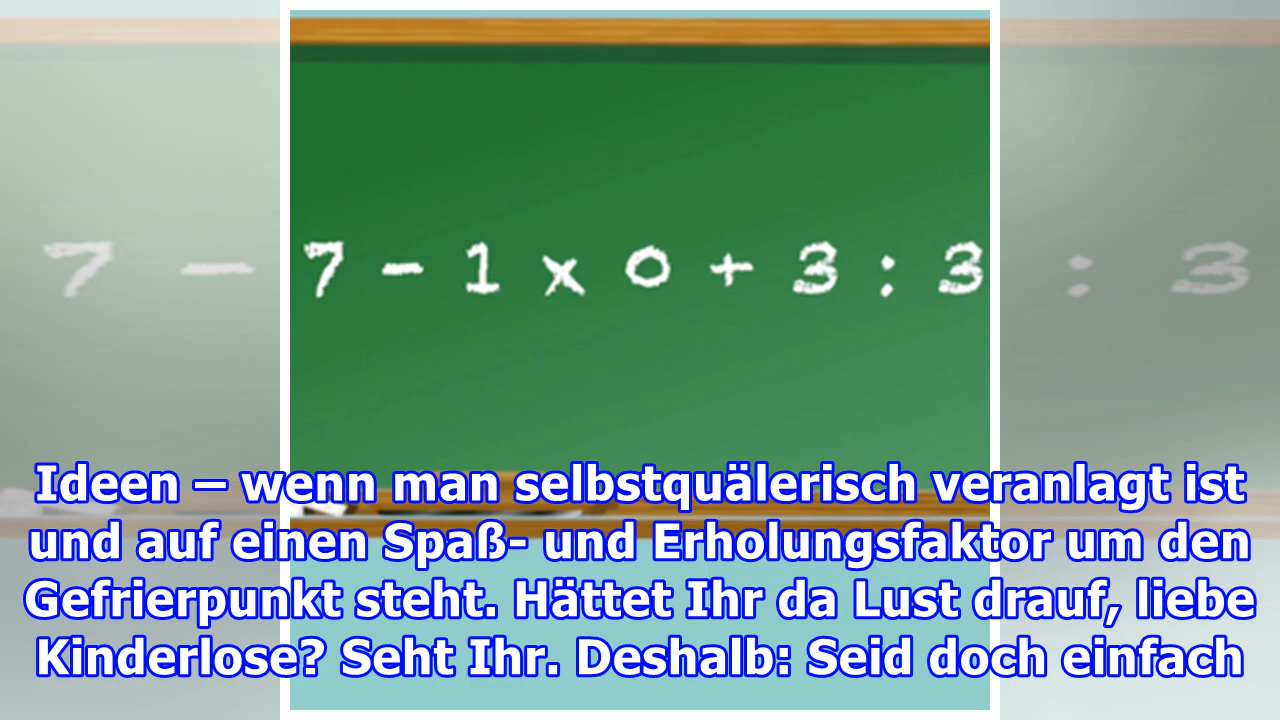 7 - 1 x 0 + 3 : 3
7 -
: 3
Ideen – wenn man selbstquälerisch veranlagt ist
und auf einen Spaß- und Erholungsfaktor um den
Gefrierpunkt steht. Hättet Ihr da Lust drauf, liebe
Kinderlose? Seht Ihr. Deshalb: Seid doch einfach